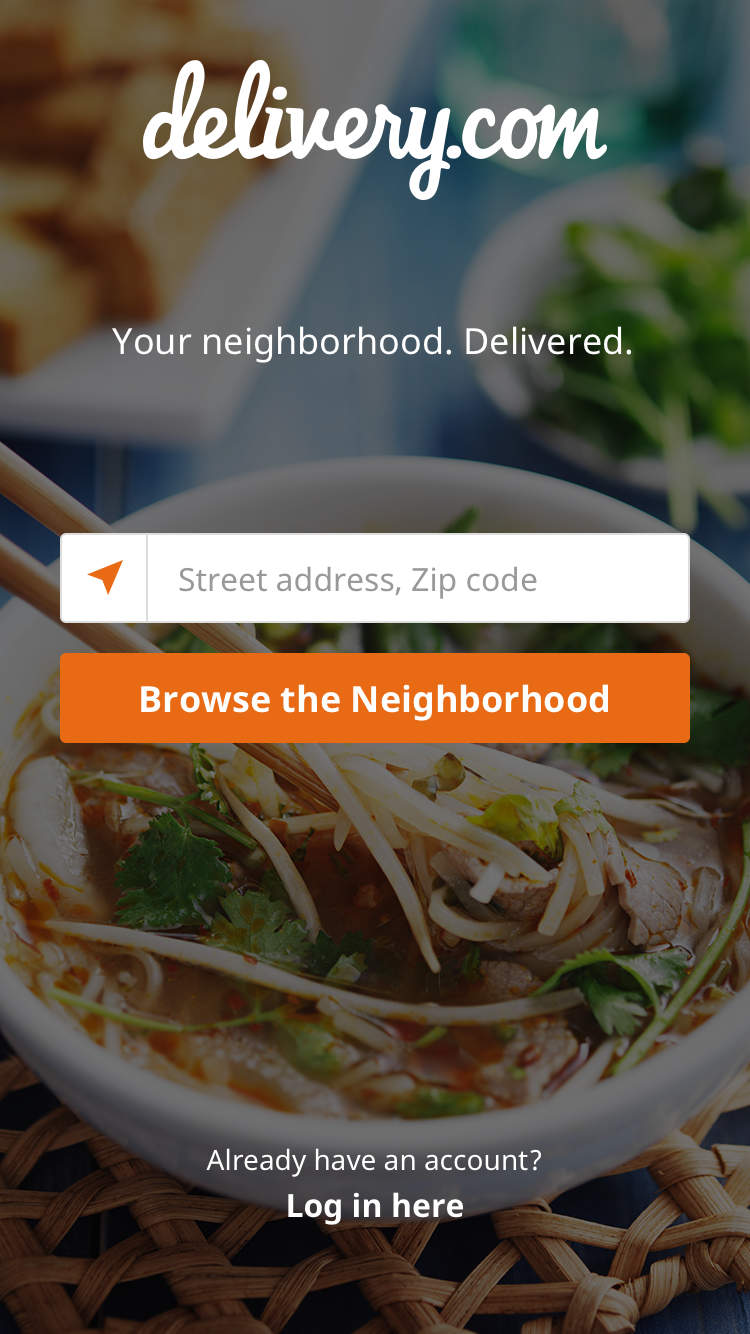 delivery.com
Your neighborhood. Delivered.
Street address, Zip code
Browse the Neighborhood
Already have an account?
Log in here